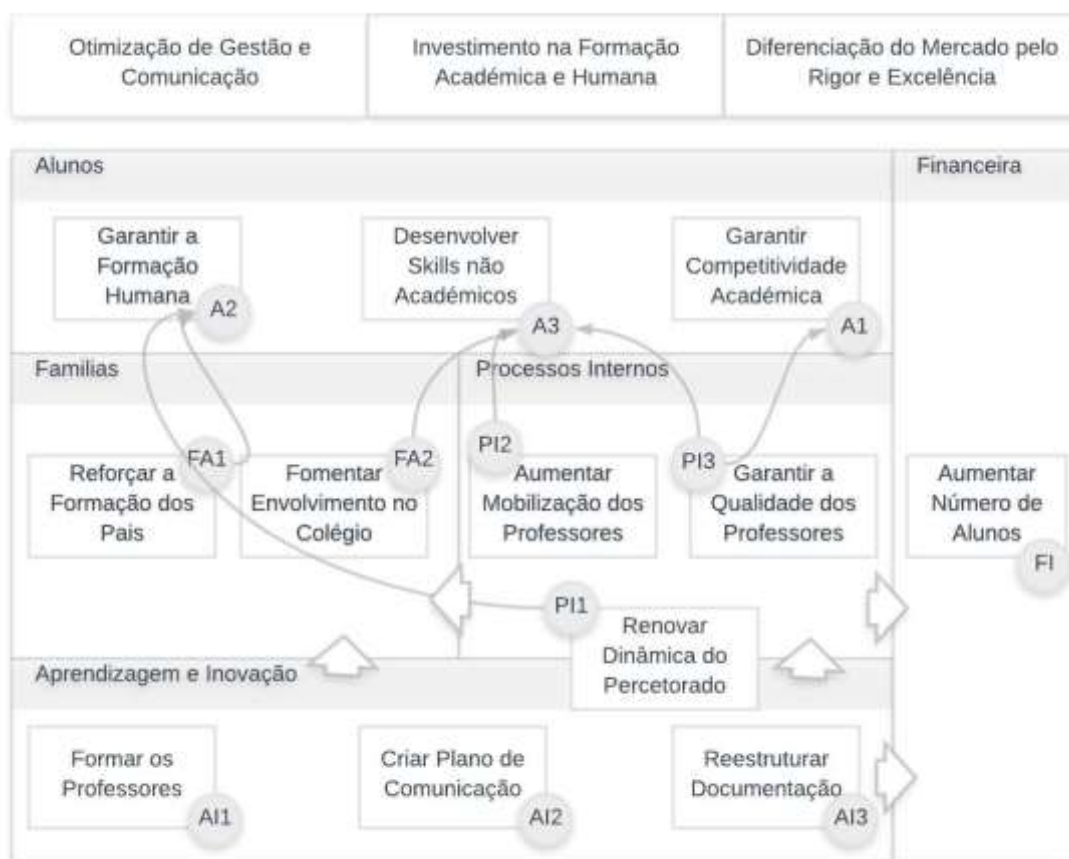 Otimização de Gestão e
Comunicação
Investimento na Formação
Académica e Humana
Diferenciação do Mercado pelo
Rigor e Excelência
Alunos
Financeira
Garantir a
Formação
Humana
A2
Desenvolver
Skills não
Académicos
A3
Garantir
Competitividade
Académica
A1
Familias
Processos Internos
FA1
Reforçar a
Formação dos
Pais
FA2
Fomentar
Envolvimento no
Colégio
PI2
Aumentar
Mobilização dos
Professores
PI3
Garantir a
Qualidade dos
Professores
Aumentar
Número de
Alunos
FI
PI1
Renovar
Dinâmica do
Percetorado
Aprendizagem e Inovação
Formar os
Professores
AI1
Criar Plano de
Comunicação
AI2
Reestruturar
Documentação
AI3